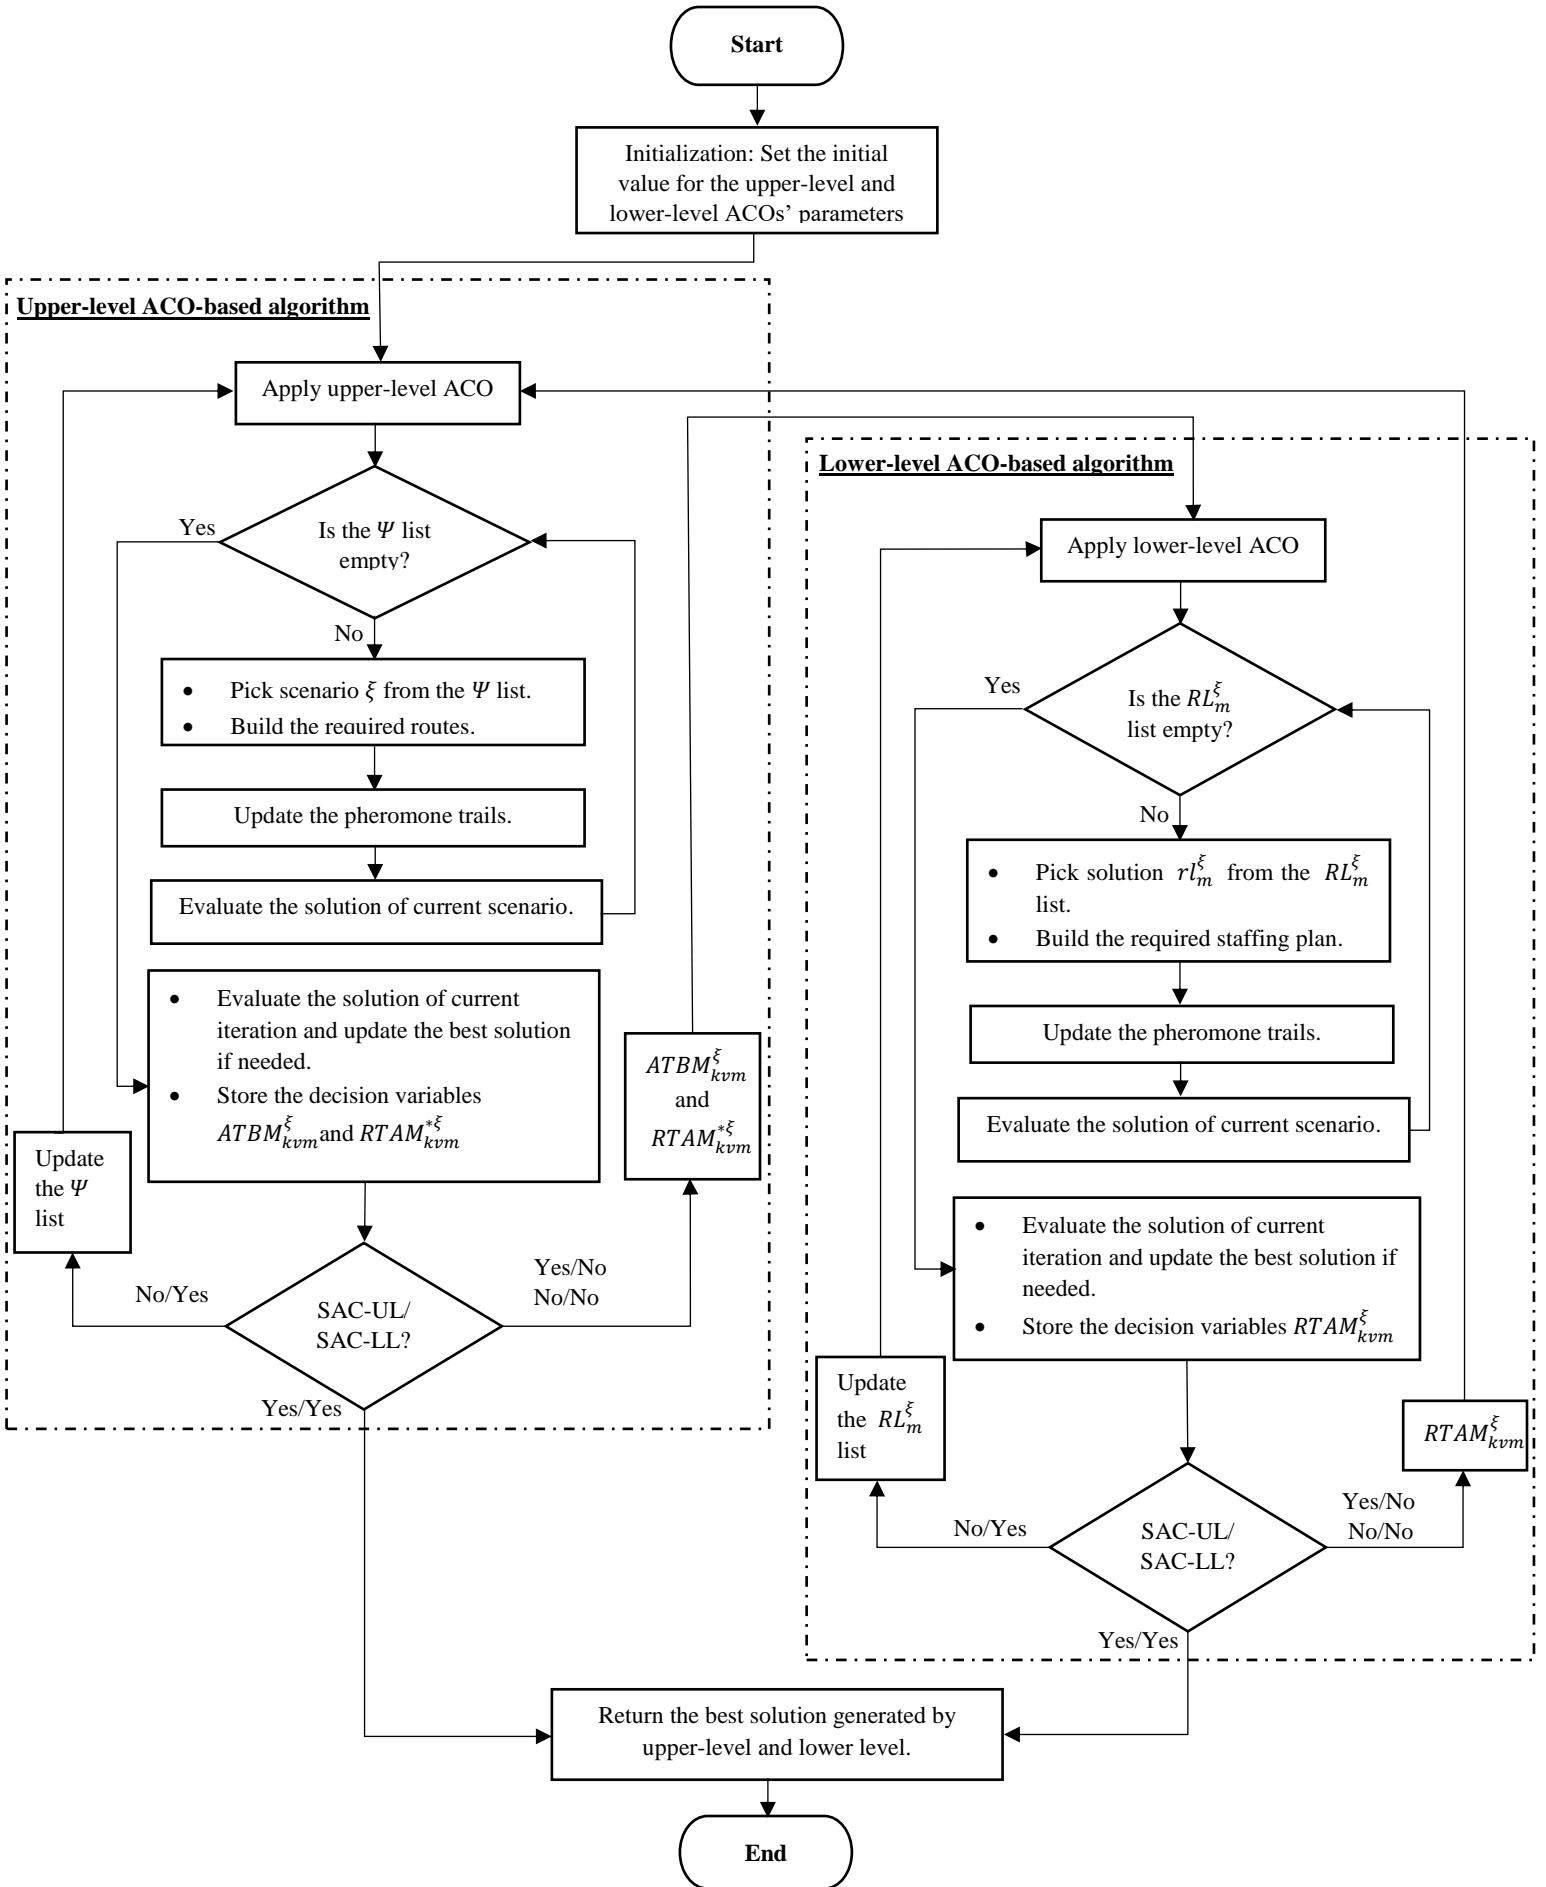 Start
Initialization: Set the initial
value for the upper-level and
lower-level ACOs' parameters
Upper-level ACO-based algorithm
Apply upper-level ACO
Is the Ψ list
empty?
Yes
No
• Pick scenario ξ from the Ψ list.
• Build the required routes.
Update the pheromone trails.
Evaluate the solution of current scenario.
• Evaluate the solution of current
iteration and update the best solution
if needed.
• Store the decision variables
ATBM^ξ_kvm and RTAM^*ξ_kvm
Update
the Ψ
list
ATBM^ξ_kvm
and
RTAM^*ξ_kvm
SAC-UL/
SAC-LL?
No/Yes
Yes/No
No/No
Yes/Yes
Lower-level ACO-based algorithm
Apply lower-level ACO
Is the RL^ξ_m
list empty?
Yes
No
• Pick solution rl^ξ_m from the RL^ξ_m
list.
• Build the required staffing plan.
Update the pheromone trails.
Evaluate the solution of current scenario.
• Evaluate the solution of current
iteration and update the best solution if
needed.
• Store the decision variables RTAM^ξ_kvm
Update
the RL^ξ_m
list
RTAM^ξ_kvm
SAC-UL/
SAC-LL?
No/Yes
Yes/No
No/No
Yes/Yes
Return the best solution generated by
upper-level and lower level.
End